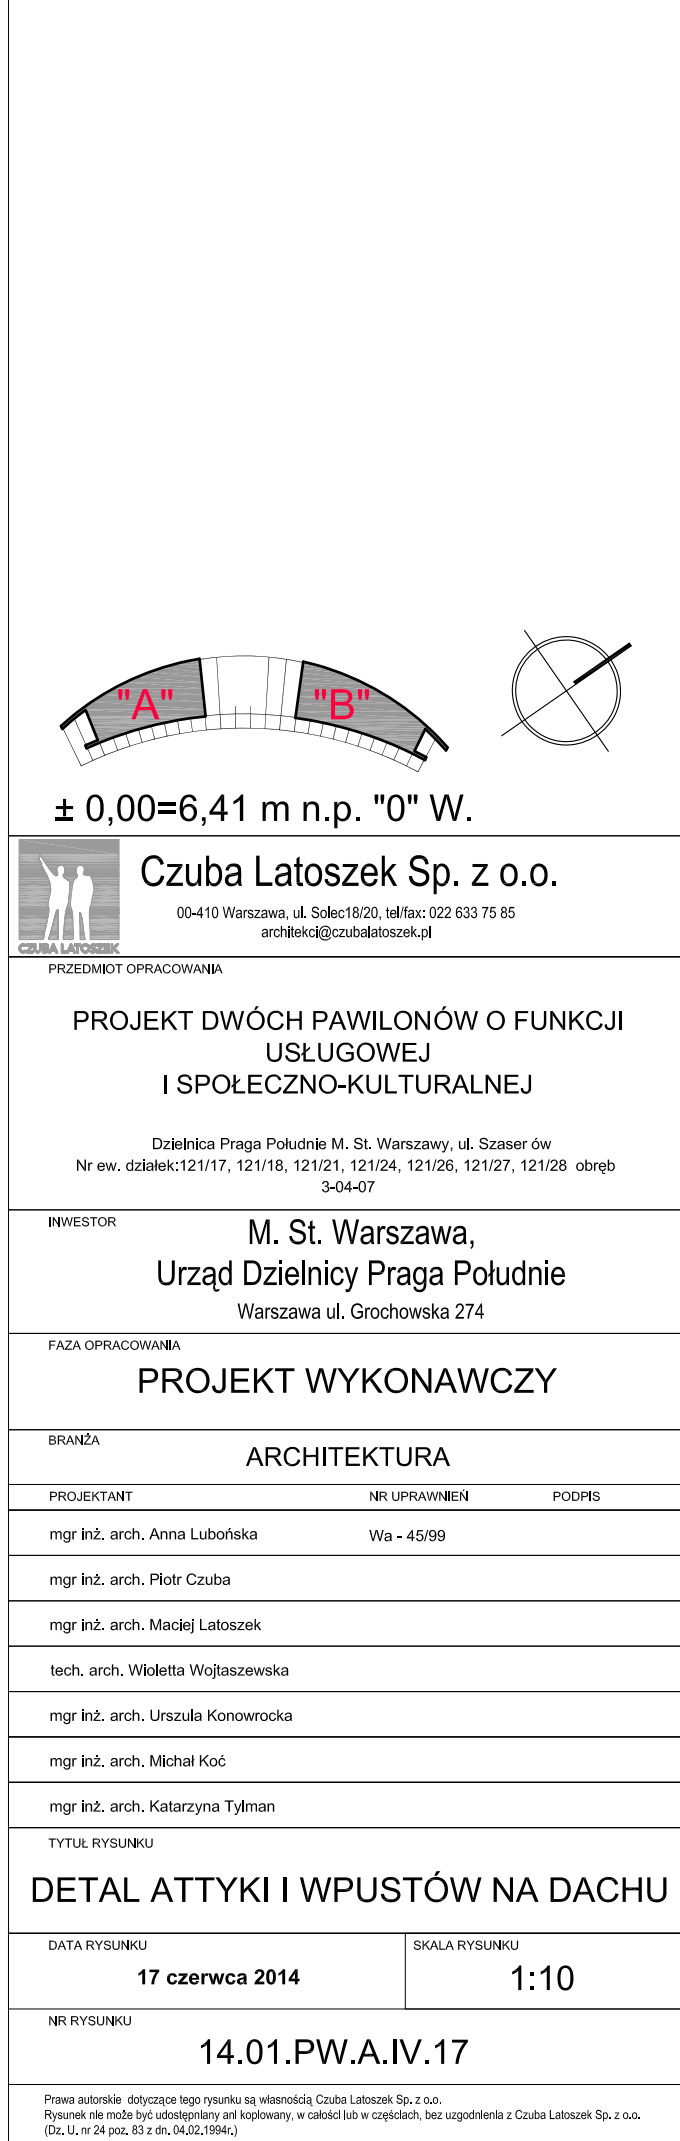 "A"
"B"
± 0,00=6,41 m n.p. "0" W.
CZUBA LATOSZEK
Czuba Latoszek Sp. z o.o.
00-410 Warszawa, ul. Solec18/20, tel/fax: 022 633 75 85
architekci@czubalatoszek.pl
PRZEDMIOT OPRACOWANIA
PROJEKT DWÓCH PAWILONÓW O FUNKCJI
USŁUGOWEJ
I SPOŁECZNO-KULTURALNEJ
Dzielnica Praga Południe M. St. Warszawy, ul. Szaser ów
Nr ew. działek:121/17, 121/18, 121/21, 121/24, 121/26, 121/27, 121/28 obręb
3-04-07
INWESTOR
M. St. Warszawa,
Urząd Dzielnicy Praga Południe
Warszawa ul. Grochowska 274
FAZA OPRACOWANIA
PROJEKT WYKONAWCZY
BRANŻA
ARCHITEKTURA
PROJEKTANT NR UPRAWNIEŃ PODPIS
mgr inż. arch. Anna Lubońska Wa - 45/99
mgr inż. arch. Piotr Czuba
mgr inż. arch. Maciej Latoszek
tech. arch. Wioletta Wojtaszewska
mgr inż. arch. Urszula Konowrocka
mgr inż. arch. Michał Koć
mgr inż. arch. Katarzyna Tylman
TYTUŁ RYSUNKU
DETAL ATTYKI I WPUSTÓW NA DACHU
DATA RYSUNKU SKALA RYSUNKU
17 czerwca 2014 1:10
NR RYSUNKU
14.01.PW.A.IV.17
Prawa autorskie dotyczące tego rysunku są własnością Czuba Latoszek Sp. z o.o.
Rysunek nie może być udostępniany ani kopiowany, w całości lub w częściach, bez uzgodnienia z Czuba Latoszek Sp. z o.o.
(Dz. U. nr 24 poz. 83 z dn. 04.02.1994r.)